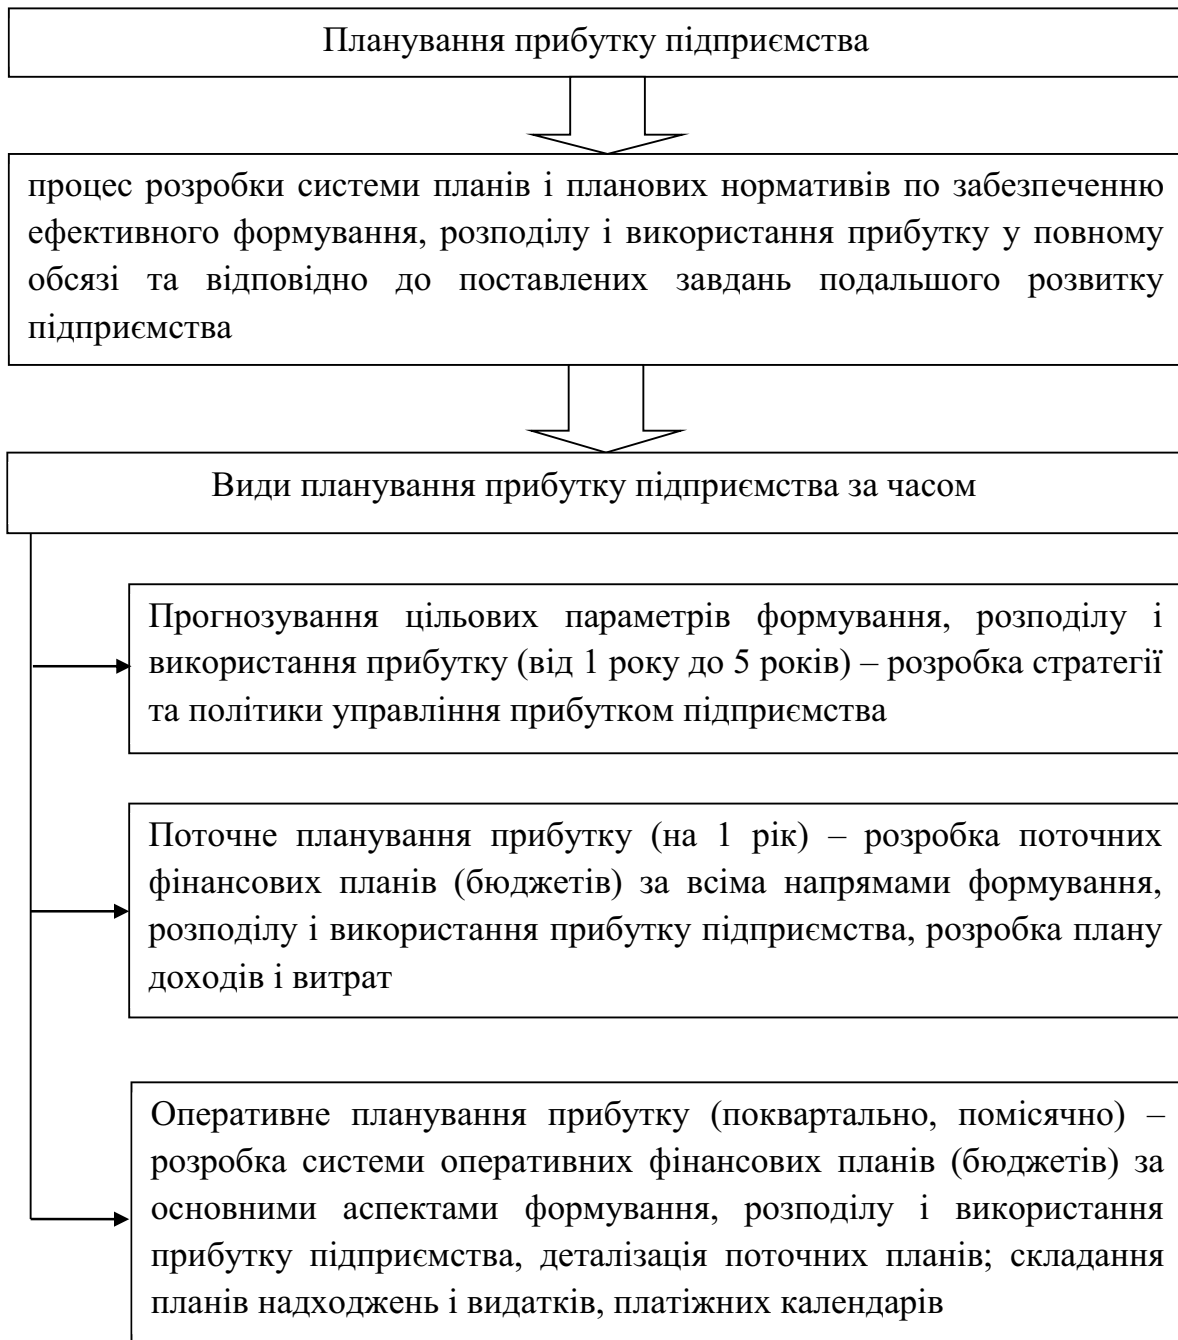 Планування прибутку підприємства
процес розробки системи планів і планових нормативів по забезпеченню
ефективного формування, розподілу і використання прибутку у повному
обсязі та відповідно до поставлених завдань подальшого розвитку
підприємства
Види планування прибутку підприємства за часом
Прогнозування цільових параметрів формування, розподілу і
використання прибутку (від 1 року до 5 років) – розробка стратегії
та політики управління прибутком підприємства
Поточне планування прибутку (на 1 рік) – розробка поточних
фінансових планів (бюджетів) за всіма напрямами формування,
розподілу і використання прибутку підприємства, розробка плану
доходів і витрат
Оперативне планування прибутку (поквартально, помісячно) –
розробка системи оперативних фінансових планів (бюджетів) за
основними аспектами формування, розподілу і використання
прибутку підприємства, деталізація поточних планів; складання
планів надходжень і видатків, платіжних календарів